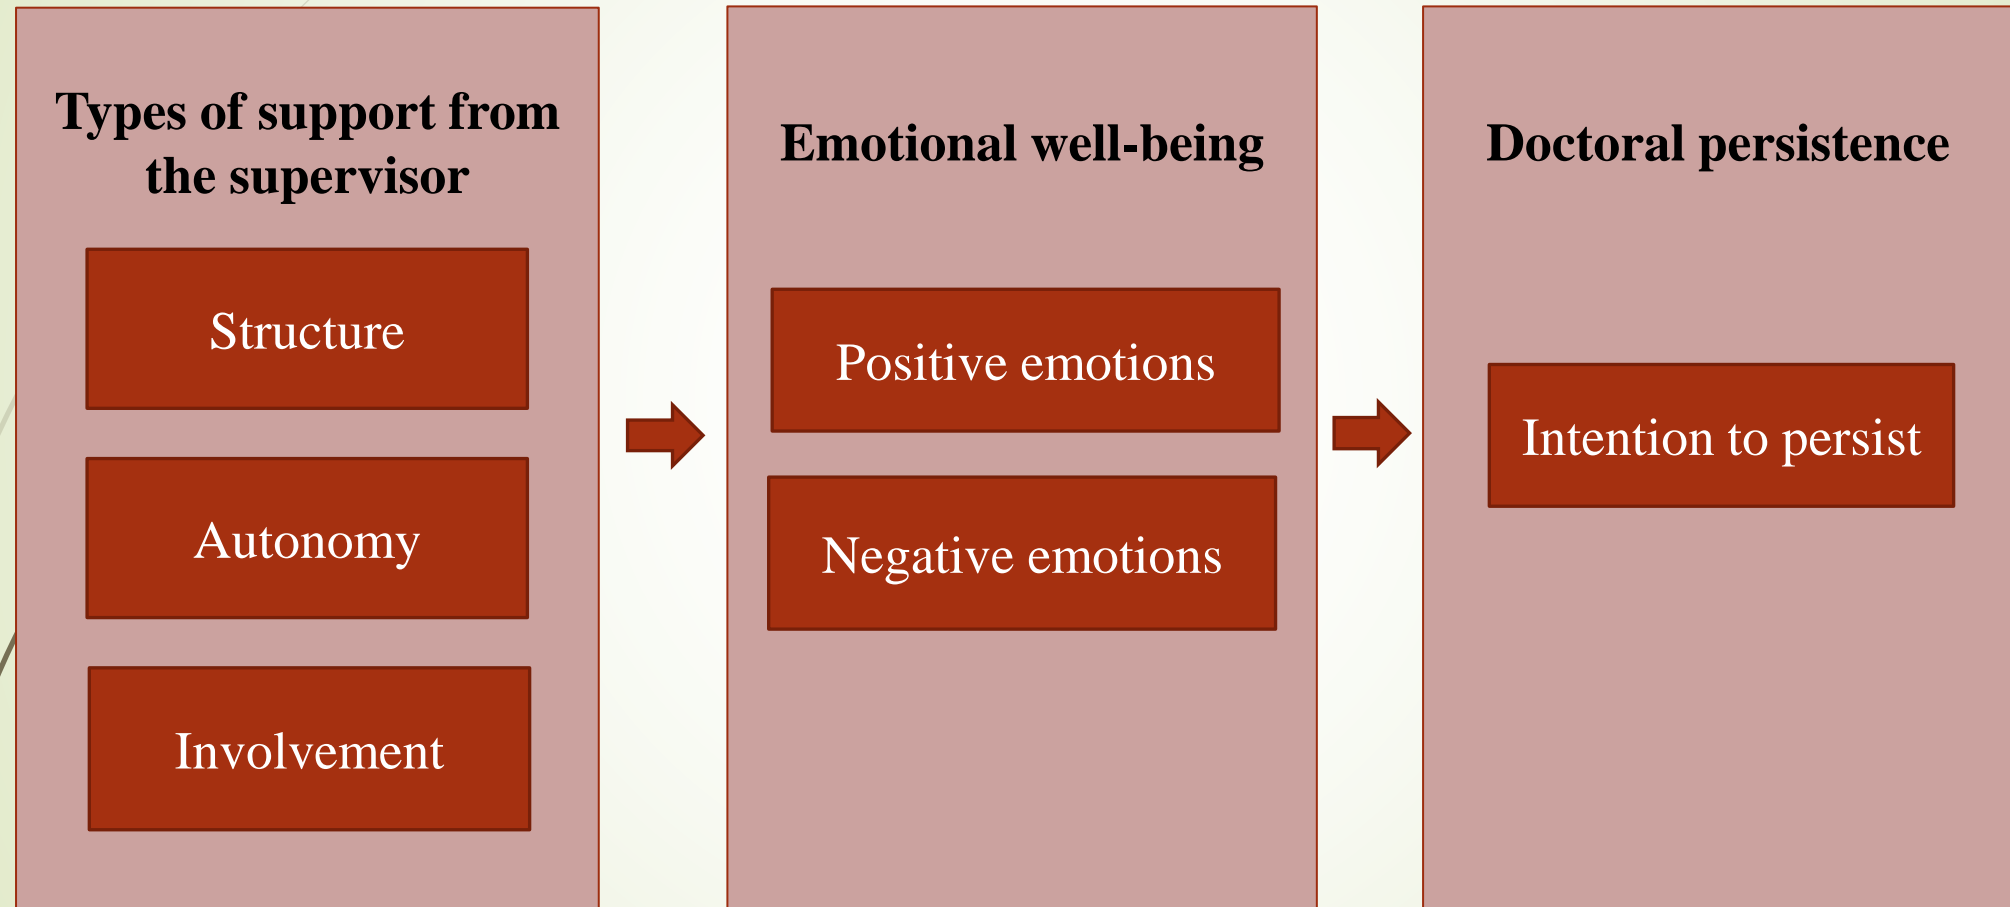 Types of support from
the supervisor
Structure
Autonomy
Involvement
Emotional well-being
Positive emotions
Negative emotions
Doctoral persistence
Intention to persist